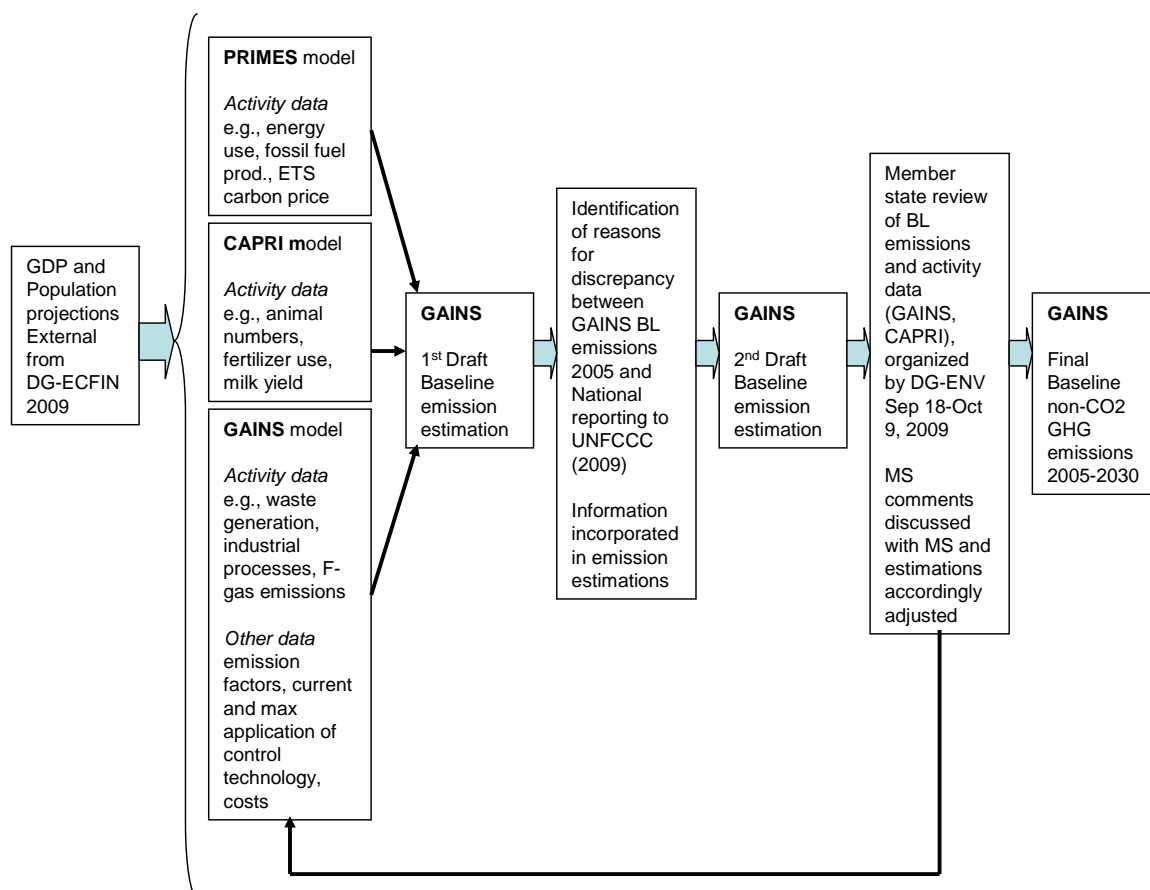 GDP and
Population
projections
External
from
DG-ECFIN
2009
PRIMES model
Activity data
e.g., energy
use, fossil fuel
prod., ETS
carbon price
CAPRI model
Activity data
e.g., animal
numbers,
fertilizer use,
milk yield
GAINS model
Activity data
e.g., waste
generation,
industrial
processes, F-
gas emissions
Other data
emission
factors, current
and max
application of
control
technology,
costs
GAINS
1st Draft
Baseline
emission
estimation
Identification
of reasons
for
discrepancy
between
GAINS BL
emissions
2005 and
National
reporting to
UNFCCC
(2009)
Information
incorporated
in emission
estimations
GAINS
2nd Draft
Baseline
emission
estimation
Member
state review
of BL
emissions
and activity
data
(GAINS,
CAPRI),
organized
by DG-ENV
Sep 18-Oct
9, 2009
MS
comments
discussed
with MS and
estimations
accordingly
adjusted
GAINS
Final
Baseline
non-CO2
GHG
emissions
2005-2030